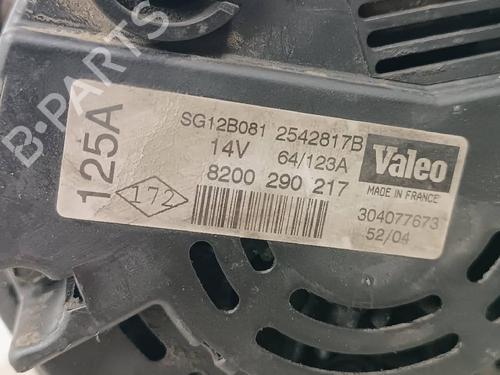 B-PARTS
125A
172
SG12B081 2542817B
14V 64/123A
8200 290 217
Valeo
MADE IN FRANCE
304077673
52/04